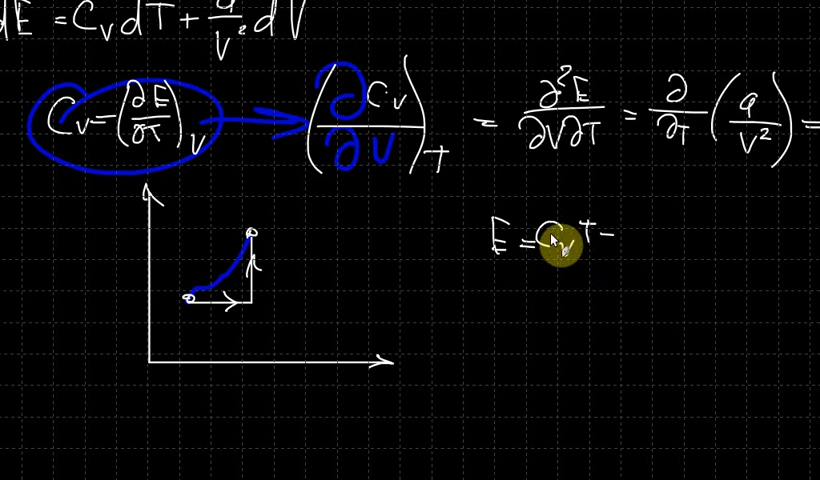 dE = C_V dT + a/V² dV
C_V = (∂E/∂T)_V → (∂C_V/∂V)_T = ∂²E/∂V∂T = ∂/∂T (a/V²) =
E = C_V T -